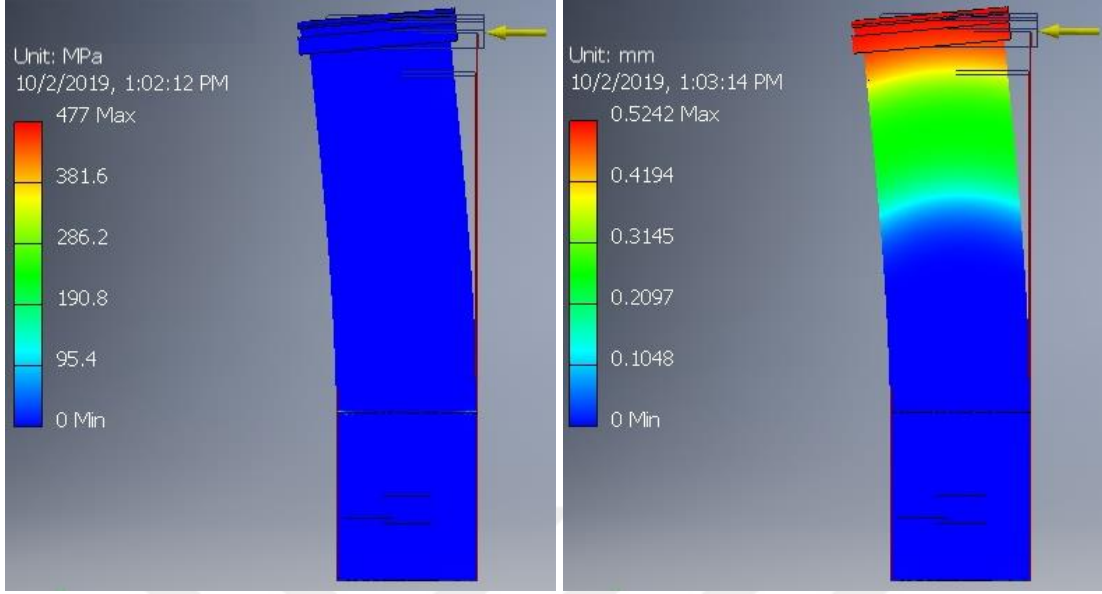 Unit: MPa
10/2/2019, 1:02:12 PM
477 Max
381.6
286.2
190.8
95.4
0 Min
Unit: mm
10/2/2019, 1:03:14 PM
0.5242 Max
0.4194
0.3145
0.2097
0.1048
0 Min